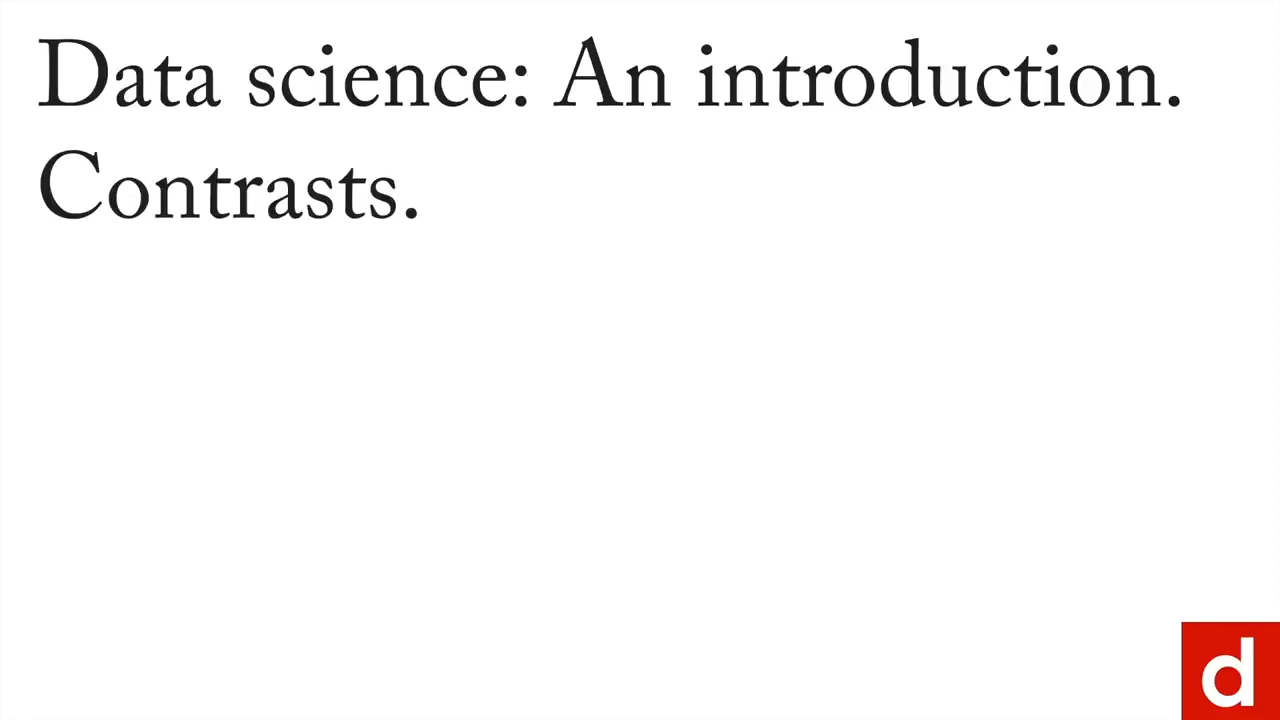 Data science: An introduction.
Contrasts.
d